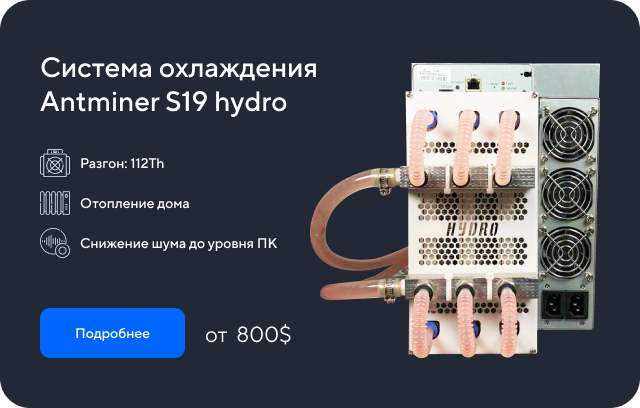 Система охлаждения
Antminer S19 hydro
Разгон: 112Th
Отопление дома
Снижение шума до уровня ПК
Подробнее
от 800$
HYDRO